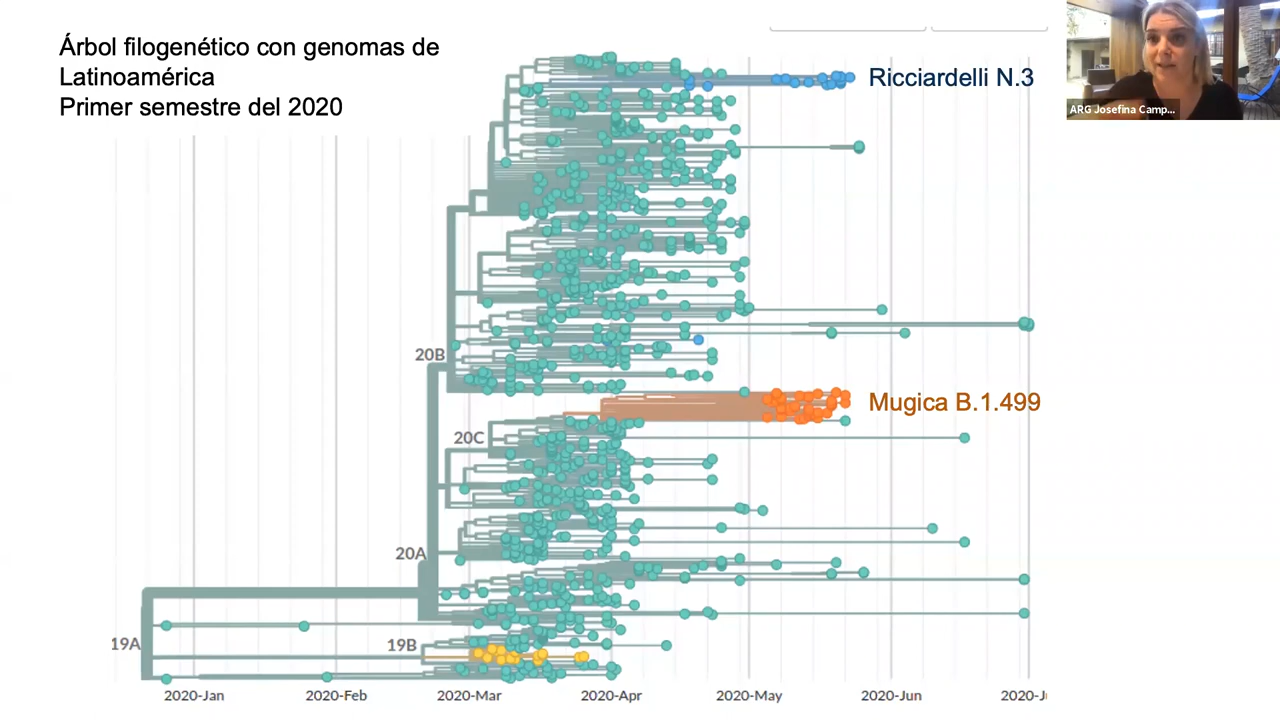 Árbol filogenético con genomas de
Latinoamérica
Primer semestre del 2020
Ricciardelli N.3
ARG Josefina Camp...
20B
Mugica B.1.499
20C
20A
19A
19B
2020-Jan
2020-Feb
2020-Mar
2020-Apr
2020-May
2020-Jun